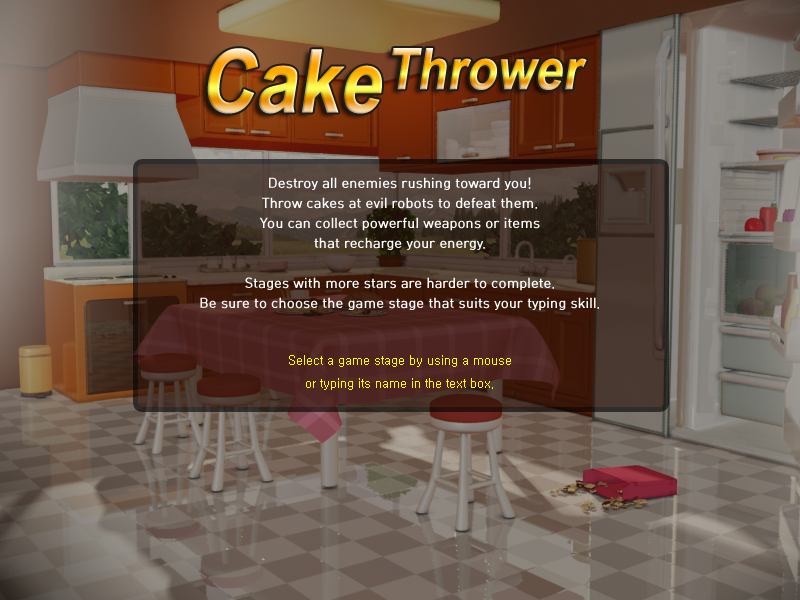 Cake Thrower
Destroy all enemies rushing toward you!
Throw cakes at evil robots to defeat them.
You can collect powerful weapons or items
that recharge your energy.
Stages with more stars are harder to complete.
Be sure to choose the game stage that suits your typing skill.
Select a game stage by using a mouse
or typing its name in the text box.